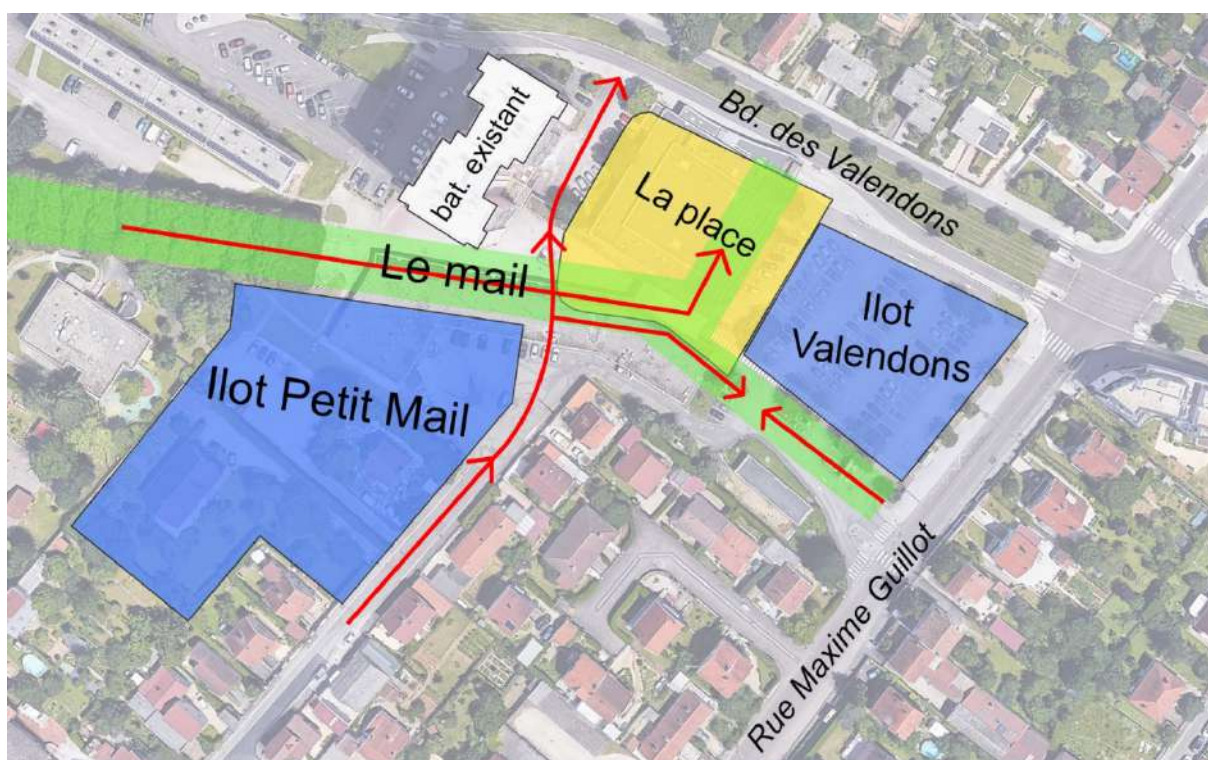 bat. existant
Bd. des Valendons
La place
Le mail
Ilot
Valendons
Ilot Petit Mail
Rue Maxime Guillot